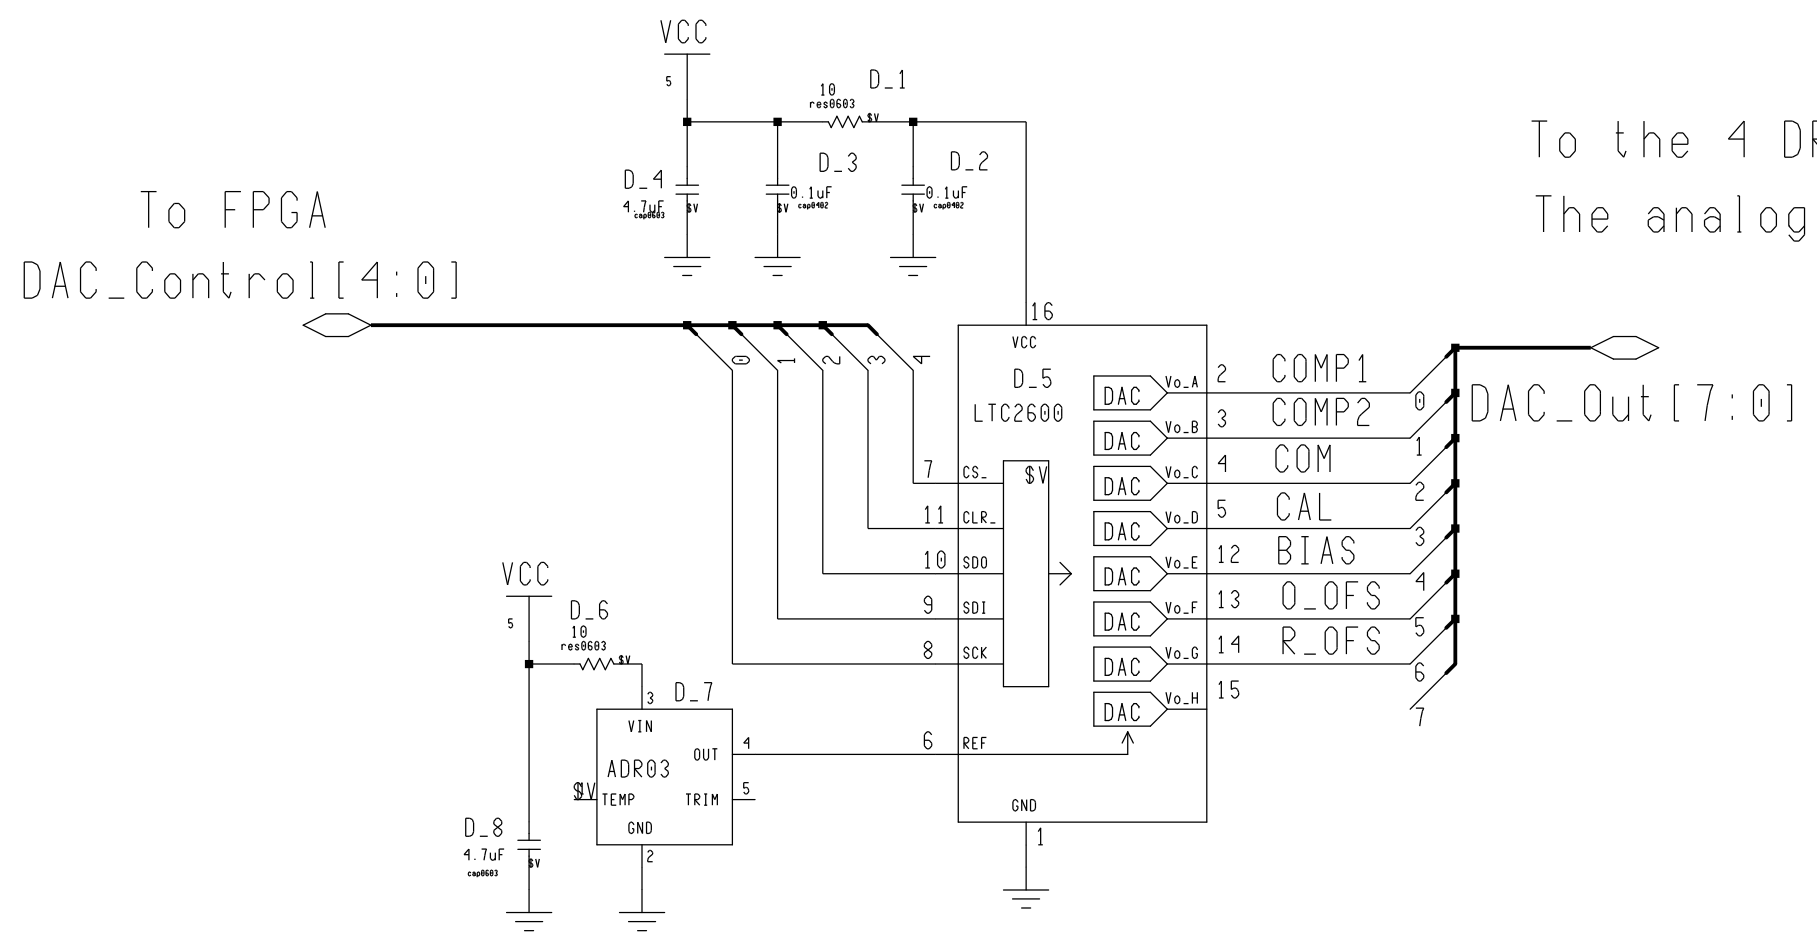 VCC
5
D_1
10
res0603
$V
To the 4 D
The analog
D_4
4.7uF
cap0603
$V
D_3
0.1uF
$V
cap0402
D_2
0.1uF
$V
cap0402
To FPGA
DAC_Control[4:0]
0
1
2
3
4
16
VCC
D_5
LTC2600
$V
7 CS_
11 CLR_
10 SDO
9 SDI
8 SCK
6 REF
GND
1
DAC Vo_A 2 COMP1 0
DAC Vo_B 3 COMP2 1
DAC Vo_C 4 COM 2
DAC Vo_D 5 CAL 3
DAC Vo_E 12 BIAS 4
DAC Vo_F 13 O_OFS 5
DAC Vo_G 14 R_OFS 6
DAC Vo_H 15 7
DAC_Out[7:0]
VCC
5
D_6
10
res0603
$V
3 D_7
VIN
OUT 4
ADR03
$V
TEMP
TRIM 5
GND
2
D_8
4.7uF
$V
cap0603